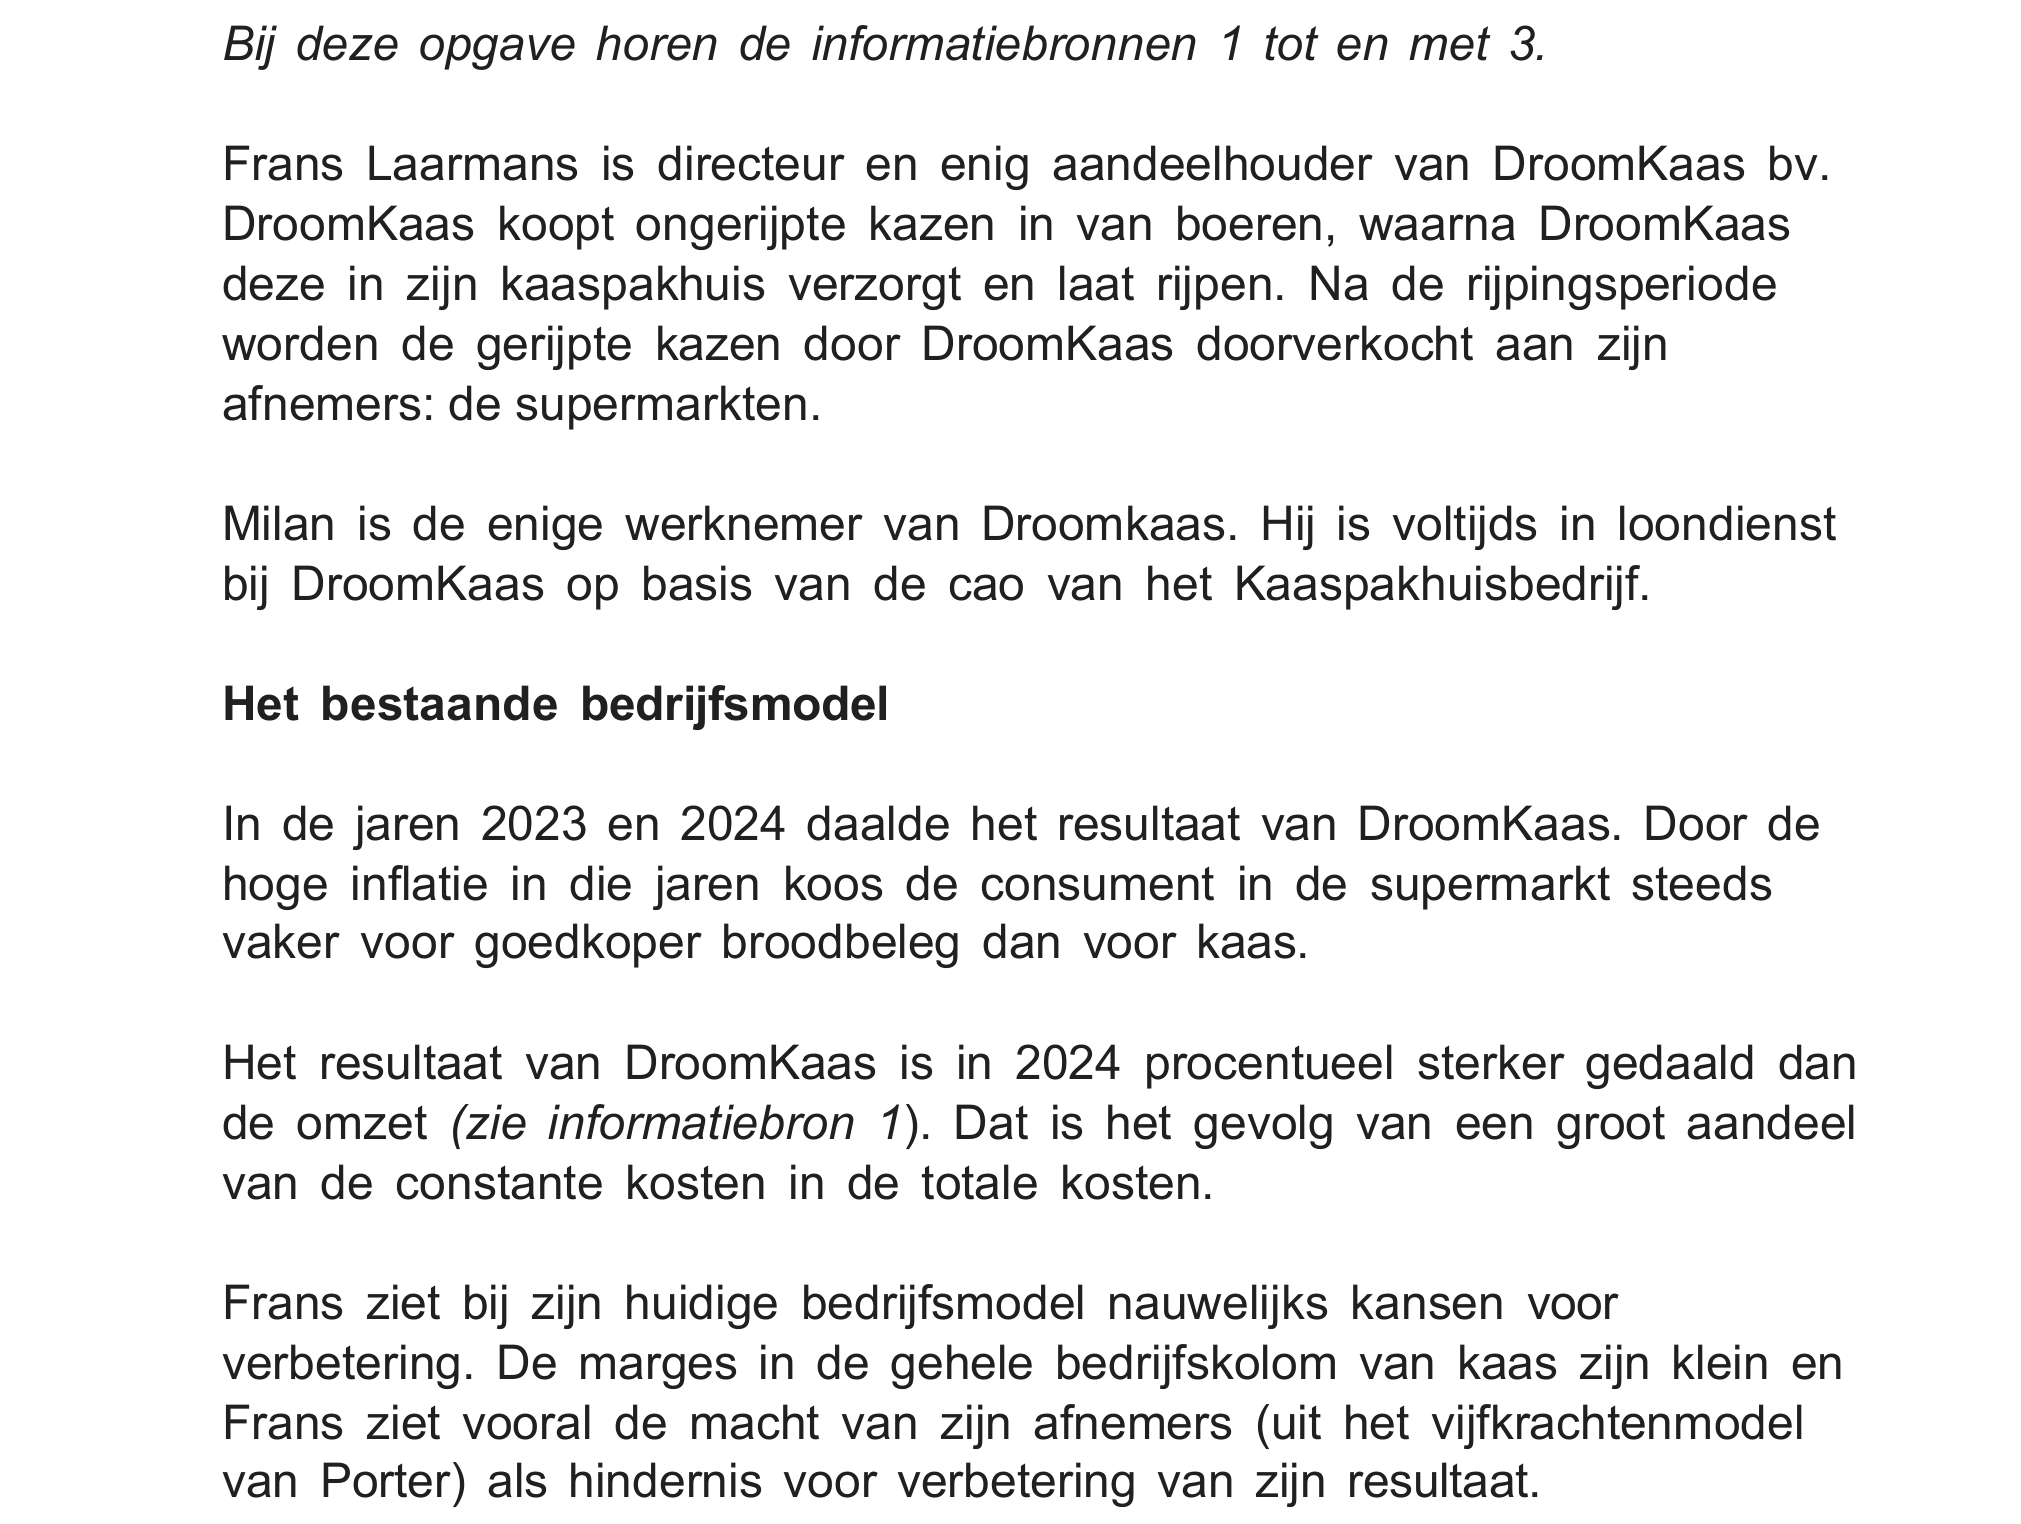 Bij deze opgave horen de informatiebronnen 1 tot en met 3.
Frans Laarmans is directeur en enig aandeelhouder van DroomKaas bv.
DroomKaas koopt ongerijpte kazen in van boeren, waarna DroomKaas
deze in zijn kaaspakhuis verzorgt en laat rijpen. Na de rijpingsperiode
worden de gerijpte kazen door DroomKaas doorverkocht aan zijn
afnemers: de supermarkten.
Milan is de enige werknemer van Droomkaas. Hij is voltijds in loondienst
bij DroomKaas op basis van de cao van het Kaaspakhuisbedrijf.
Het bestaande bedrijfsmodel
In de jaren 2023 en 2024 daalde het resultaat van DroomKaas. Door de
hoge inflatie in die jaren koos de consument in de supermarkt steeds
vaker voor goedkoper broodbeleg dan voor kaas.
Het resultaat van DroomKaas is in 2024 procentueel sterker gedaald dan
de omzet (zie informatiebron 1). Dat is het gevolg van een groot aandeel
van de constante kosten in de totale kosten.
Frans ziet bij zijn huidige bedrijfsmodel nauwelijks kansen voor
verbetering. De marges in de gehele bedrijfskolom van kaas zijn klein en
Frans ziet vooral de macht van zijn afnemers (uit het vijfkrachtenmodel
van Porter) als hindernis voor verbetering van zijn resultaat.